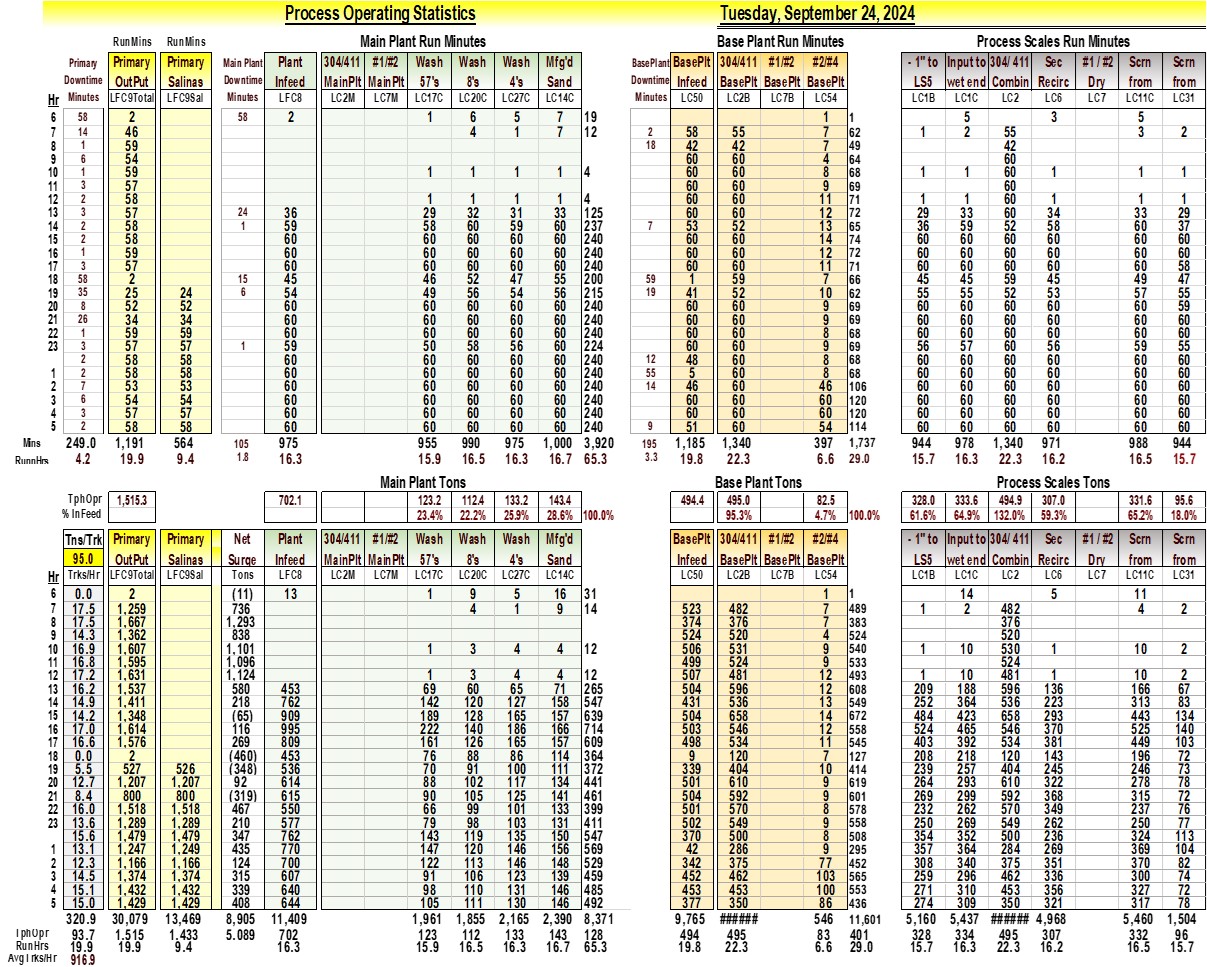 Process Operating Statistics Tuesday, September 24, 2024
RunMins RunMins Main Plant Run Minutes Base Plant Run Minutes Process Scales Run Minutes
Primary Primary Primary Main Plant Plant 304/411 #1/#2 Wash Wash Wash Mfg'd BasePlant BasePlt 304/411 #1/#2 #2/#4 - 1" to Input to 304/ 411 Sec #1 / #2 Scrn Scrn
Downtime OutPut Salinas Downtime Infeed MainPlt MainPlt 57's 8's 4's Sand Downtime Infeed BasePlt BasePlt BasePlt LS5 wet end Combin Recirc Dry from from
Hr Minutes LFC9Total LFC9Sal Minutes LFC8 LC2M LC7M LC17C LC20C LC27C LC14C Minutes LC50 LC2B LC7B LC54 LC1B LC1C LC2 LC6 LC7 LC11C LC31
6 58 2 58 2 1 6 5 7 19 1 1 5 3 5
7 14 46 4 1 7 12 2 58 55 7 62 1 2 55 3 2
8 1 59 18 42 42 7 49 42
9 6 54 60 60 4 64 60
10 1 59 1 1 1 1 4 60 60 8 68 1 1 60 1 1 1
11 3 57 60 60 9 69 60
12 2 58 1 1 1 1 4 60 60 11 71 1 1 60 1 1 1
13 3 57 24 36 29 32 31 33 125 60 60 12 72 29 33 60 34 33 29
14 2 58 1 59 58 60 59 60 237 7 53 52 13 65 36 59 52 58 60 37
15 2 58 60 60 60 60 60 240 60 60 14 74 60 60 60 60 60 60
16 1 59 60 60 60 60 60 240 60 60 12 72 60 60 60 60 60 60
17 3 57 60 60 60 60 60 240 60 60 11 71 60 60 60 60 60 58
18 58 2 15 45 46 52 47 55 200 59 1 59 7 66 45 45 59 45 49 47
19 35 25 24 6 54 49 56 54 56 215 19 41 52 10 62 55 55 52 53 57 55
20 8 52 52 60 60 60 60 60 240 60 60 9 69 60 60 60 60 60 59
21 26 34 34 60 60 60 60 60 240 60 60 9 69 60 60 60 60 60 60
22 1 59 59 60 60 60 60 60 240 60 60 8 68 60 60 60 60 60 60
23 3 57 57 1 59 50 58 56 60 224 60 60 9 69 56 57 60 56 59 55
2 58 58 60 60 60 60 60 240 12 48 60 8 68 60 60 60 60 60 60
1 2 58 58 60 60 60 60 60 240 55 5 60 8 68 60 60 60 60 60 60
2 7 53 53 60 60 60 60 60 240 14 46 60 46 106 60 60 60 60 60 60
3 6 54 54 60 60 60 60 60 240 60 60 60 120 60 60 60 60 60 60
4 3 57 57 60 60 60 60 60 240 60 60 60 120 60 60 60 60 60 60
5 2 58 58 60 60 60 60 60 240 9 51 60 54 114 60 60 60 60 60 60
Mins 249.0 1,191 564 105 975 955 990 975 1,000 3,920 195 1,185 1,340 397 1,737 944 978 1,340 971 988 944
4.2 19.9 9.4 1.8 16.3 15.9 16.5 16.3 16.7 65.3 3.3 19.8 22.3 6.6 29.0 15.7 16.3 22.3 16.2 16.5 15.7
Main Plant Tons Base Plant Tons Process Scales Tons
TphOpr 1,515.3 702.1 123.2 112.4 133.2 143.4 494.4 495.0 82.5 328.0 333.6 494.9 307.0 331.6 95.6
% InFeed 23.4% 22.2% 25.9% 28.6% 100.0% 95.3% 4.7% 100.0% 61.6% 64.9% 132.0% 59.3% 65.2% 18.0%
Tns/Trk Primary Primary Net Plant 304/411 #1/#2 Wash Wash Wash Mfg'd BasePlt 304/411 #1/#2 #2/#4 - 1" to Input to 304/ 411 Sec #1 / #2 Scrn Scrn
95.0 OutPut Salinas Surge Infeed MainPlt MainPlt 57's 8's 4's Sand Infeed BasePlt BasePlt BasePlt LS5 wet end Combin Recirc Dry from from
Hr Trks/Hr LFC9Total LFC9Sal Tons LFC8 LC2M LC7M LC17C LC20C LC27C LC14C LC50 LC2B LC7B LC54 LC1B LC1C LC2 LC6 LC7 LC11C LC31
6 0.0 2 (11) 13 1 9 5 16 31 1 1 14 5 11
7 17.5 1,259 736 4 1 9 14 523 482 7 489 1 2 482 4 2
8 17.5 1,667 1,293 374 376 7 383 376
9 14.3 1,362 838 524 520 4 524 520
10 16.9 1,607 1,101 1 3 4 4 12 506 531 9 540 1 10 530 1 10 2
11 16.8 1,595 1,096 499 524 9 533 524
12 17.2 1,631 1,124 1 3 4 4 12 507 481 12 493 1 10 481 1 10 2
13 16.2 1,537 580 453 69 60 65 71 265 504 596 12 608 209 188 596 136 166 67
14 14.9 1,411 218 762 142 120 127 158 547 431 536 13 549 252 364 536 223 313 83
15 14.2 1,348 (65) 909 189 128 165 157 639 504 658 14 672 484 423 658 293 443 134
16 17.0 1,614 116 995 222 140 186 166 714 503 546 12 558 524 465 546 370 525 140
17 16.6 1,576 269 809 161 126 165 157 609 498 534 11 545 403 392 534 381 449 103
18 0.0 2 (460) 453 76 88 86 114 364 9 120 7 127 208 218 120 143 196 72
19 5.5 527 526 (348) 536 70 91 100 111 372 339 404 10 414 239 257 404 245 246 73
20 12.7 1,207 1,207 92 614 88 102 117 134 441 501 610 9 619 264 293 610 322 278 78
21 8.4 800 800 (319) 615 90 105 125 141 461 504 592 9 601 269 299 592 368 315 72
22 16.0 1,518 1,518 467 550 66 99 101 133 399 501 570 8 578 232 262 570 349 237 76
23 13.6 1,289 1,289 210 577 79 98 103 131 411 502 549 9 558 250 269 549 262 250 77
15.6 1,479 1,479 347 762 143 119 135 150 547 370 500 8 508 354 352 500 236 324 113
1 13.1 1,247 1,249 435 770 147 120 146 156 569 42 286 9 295 357 364 284 269 369 104
2 12.3 1,166 1,166 124 700 122 113 146 148 529 342 375 77 452 308 340 375 351 370 82
3 14.5 1,374 1,374 315 607 91 106 123 139 459 452 462 103 565 259 296 462 336 300 74
4 15.1 1,432 1,432 339 640 98 110 131 146 485 453 453 100 553 271 310 453 356 327 72
5 15.0 1,429 1,429 408 644 101 114 130 146 492 377 350 86 436 274 309 350 321 317 78
320.9 30,079 13,469 8,905 11,409 1,961 1,855 2,165 2,390 8,371 9,765 ###### 546 11,601 5,160 5,437 ###### 4,968 5,460 1,504
TphOpr 93.7 1,515 1,433 5.089 702 123 112 133 143 128 494 495 83 401 328 334 495 307 332 96
RunHrs 19.9 19.9 9.4 16.3 15.9 16.5 16.3 16.7 65.3 19.8 22.3 6.6 29.0 15.7 16.3 22.3 16.2 16.5 15.7
Avg Trks/Hr 916.9